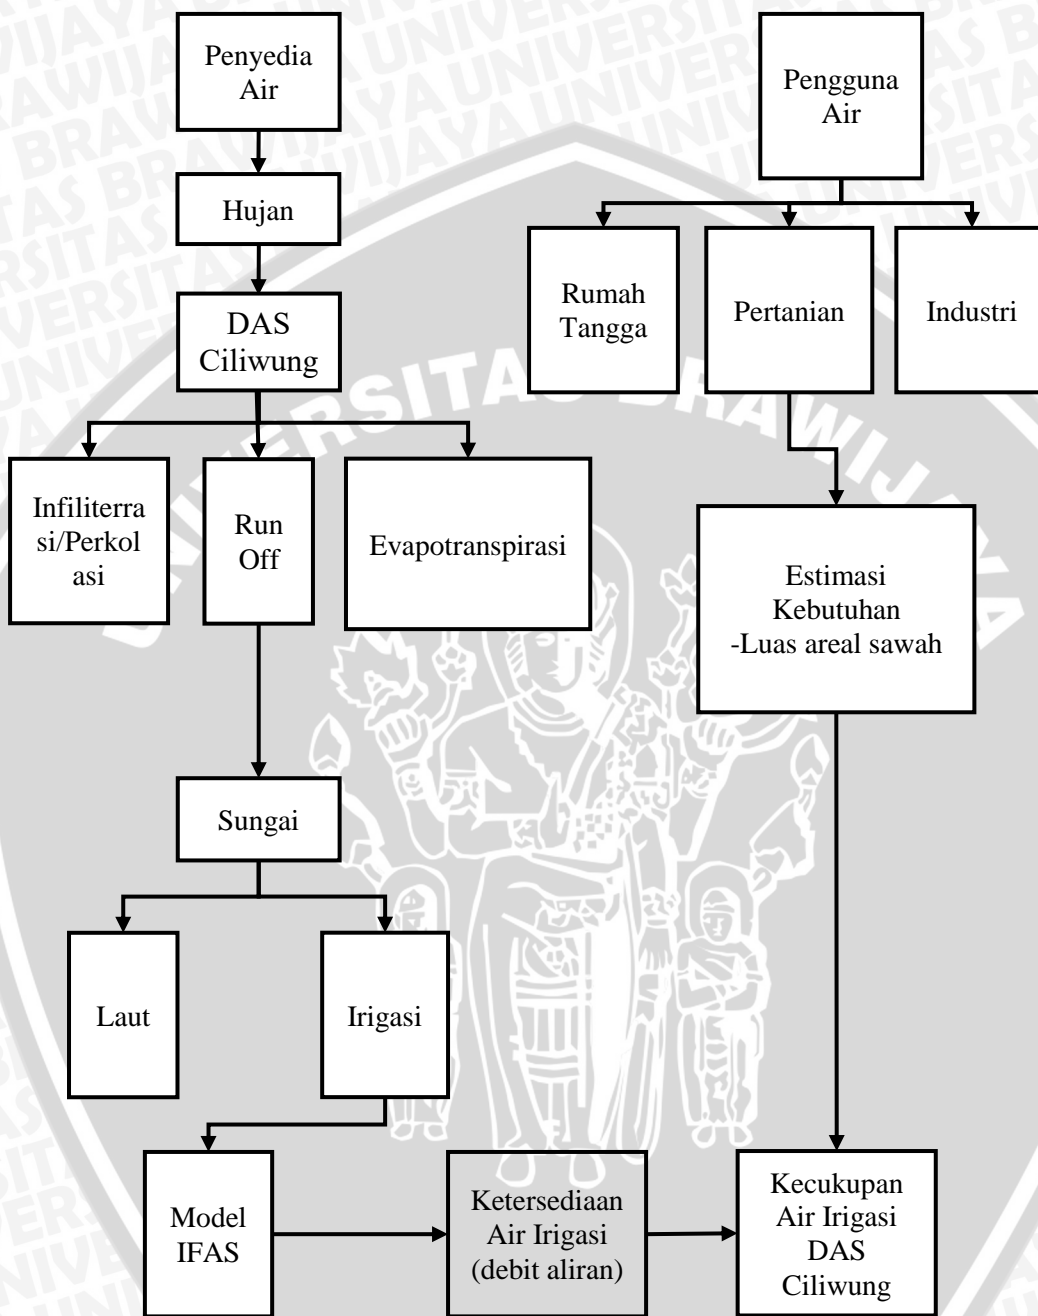 Penyedia
Air
Pengguna
Air
Hujan
Rumah
Tangga
Pertanian
Industri
DAS
Ciliwung
Infiliterra
si/Perkol
asi
Run
Off
Evapotranspirasi
Estimasi
Kebutuhan
-Luas areal sawah
Sungai
Laut
Irigasi
Model
IFAS
Ketersediaan
Air Irigasi
(debit aliran)
Kecukupan
Air Irigasi
DAS
Ciliwung
UNIVERSITAS BRAWIJAYA